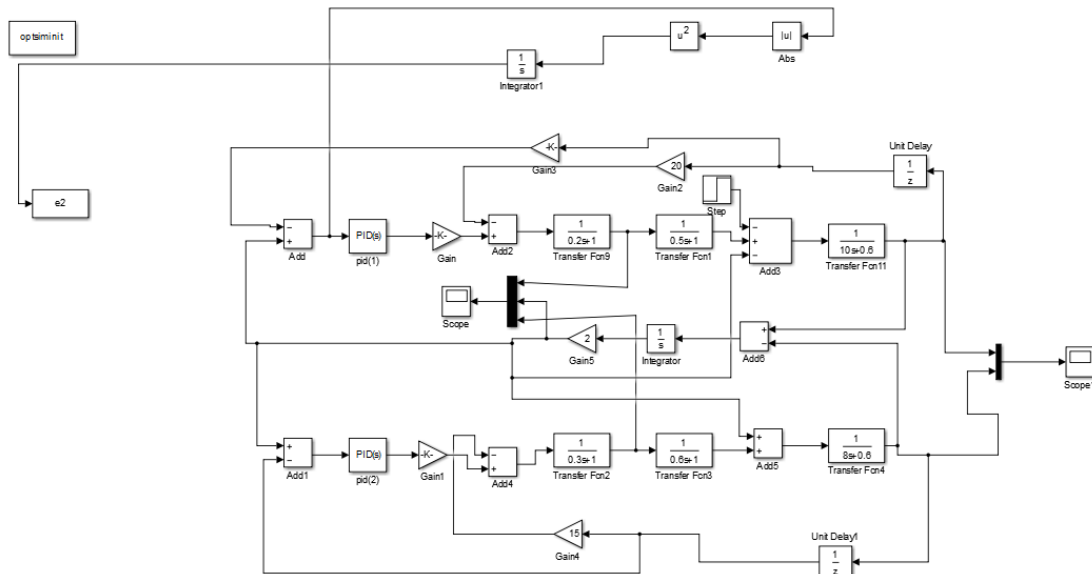 optsiminit
u²
|u|
Abs
1
s
Integrator1
-K-
Gain3
20
Gain2
Unit Delay
1
z
e2
Step
Add
PID(s)
pid(1)
-K-
Gain
Add2
1
0.2s+1
Transfer Fcn9
1
0.5s+1
Transfer Fcn1
Add3
1
10s+0.6
Transfer Fcn11
Scope
2
Gain5
1
s
Integrator
Add6
Scope1
Add1
PID(s)
pid(2)
-K-
Gain1
Add4
1
0.3s+1
Transfer Fcn2
1
0.6s+1
Transfer Fcn3
Add5
1
8s+0.6
Transfer Fcn4
15
Gain4
Unit Delay1
1
z